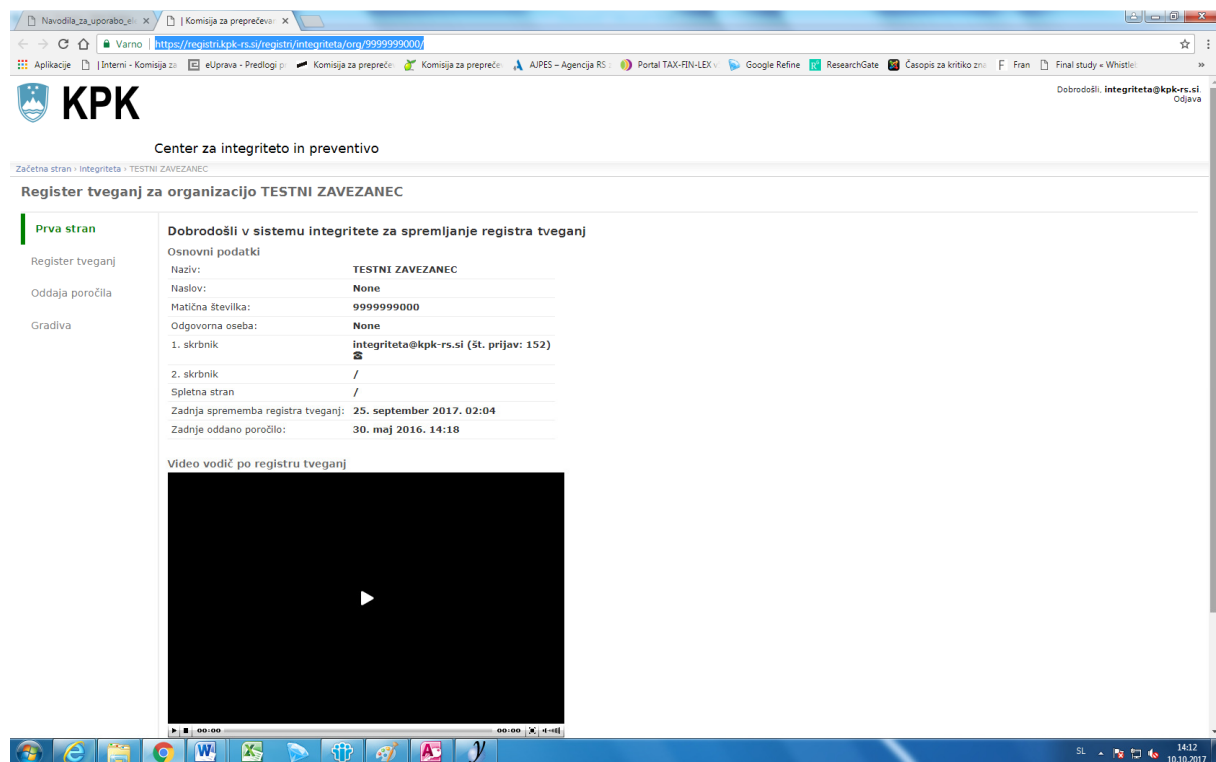 Navodila_za_uporabo_ele
| Komisija za preprečevan
Varno
https://registri.kpk-rs.si/registri/integriteta/org/9999999000/
Aplikacije
| Interni - Komisija za
eUprava - Predlogi p
Komisija za prepreče
Komisija za prepreče
AJPES – Agencija RS
Portal TAX-FIN-LEX
Google Refine
ResearchGate
Časopis za kritiko zna
Fran
Final study « Whistle
KPK
Dobrodošli, integriteta@kpk-rs.si.
Odjava
Center za integriteto in preventivo
Začetna stran › Integriteta › TESTNI ZAVEZANEC
Register tveganj za organizacijo TESTNI ZAVEZANEC
Prva stran
Register tveganj
Oddaja poročila
Gradiva
Dobrodošli v sistemu integritete za spremljanje registra tveganj
Osnovni podatki
Naziv: TESTNI ZAVEZANEC
Naslov: None
Matična številka: 9999999000
Odgovorna oseba: None
1. skrbnik integriteta@kpk-rs.si (št. prijav: 152)
2. skrbnik /
Spletna stran /
Zadnja sprememba registra tveganj: 25. september 2017. 02:04
Zadnje oddano poročilo: 30. maj 2016. 14:18
Video vodič po registru tveganj
00:00 00:00
SL
14:12
10.10.2017